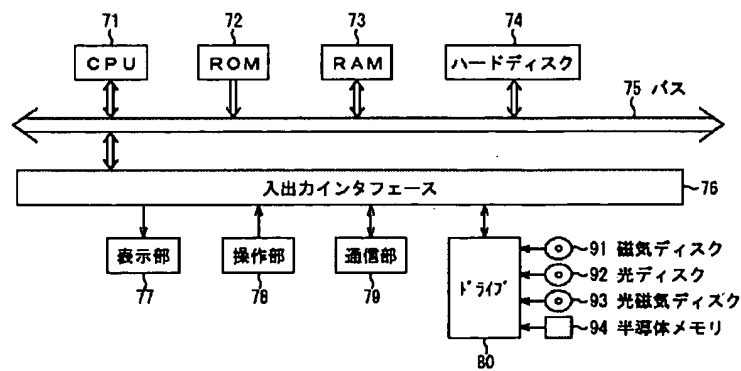 71
72
73
74
CPU
ROM
RAM
ハードディスク
75 バス
入出力インタフェース
76
表示部
操作部
通信部
ドライブ
77
78
79
80
91 磁気ディスク
92 光ディスク
93 光磁気ディスク
94 半導体メモリ